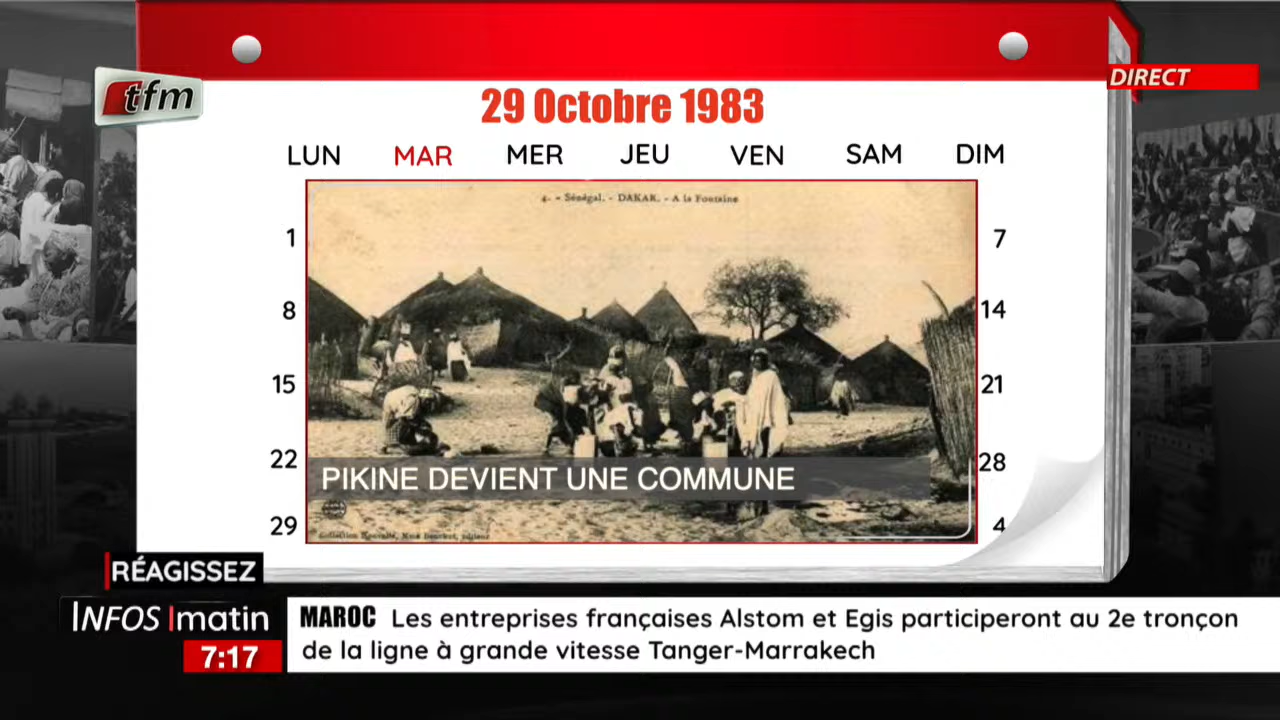 tfm
DIRECT
29 Octobre 1983
LUN MAR MER JEU VEN SAM DIM
4. - Sénégal. - DAKAR. - A la Fontaine
1 7
8 14
15 21
22 28
PIKINE DEVIENT UNE COMMUNE
29 4
RÉAGISSEZ
INFOS matin
7:17
MAROC Les entreprises françaises Alstom et Egis participeront au 2e tronçon
de la ligne à grande vitesse Tanger-Marrakech